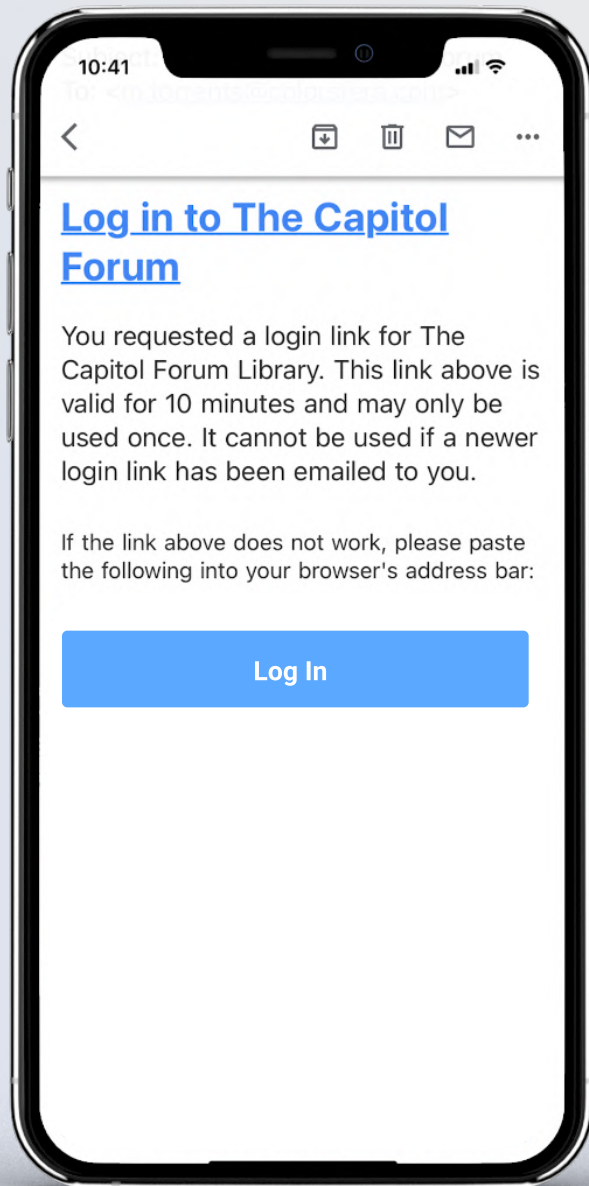 10:41
Log in to The Capitol
Forum
You requested a login link for The
Capitol Forum Library. This link above is
valid for 10 minutes and may only be
used once. It cannot be used if a newer
login link has been emailed to you.
If the link above does not work, please paste
the following into your browser's address bar:
Log In